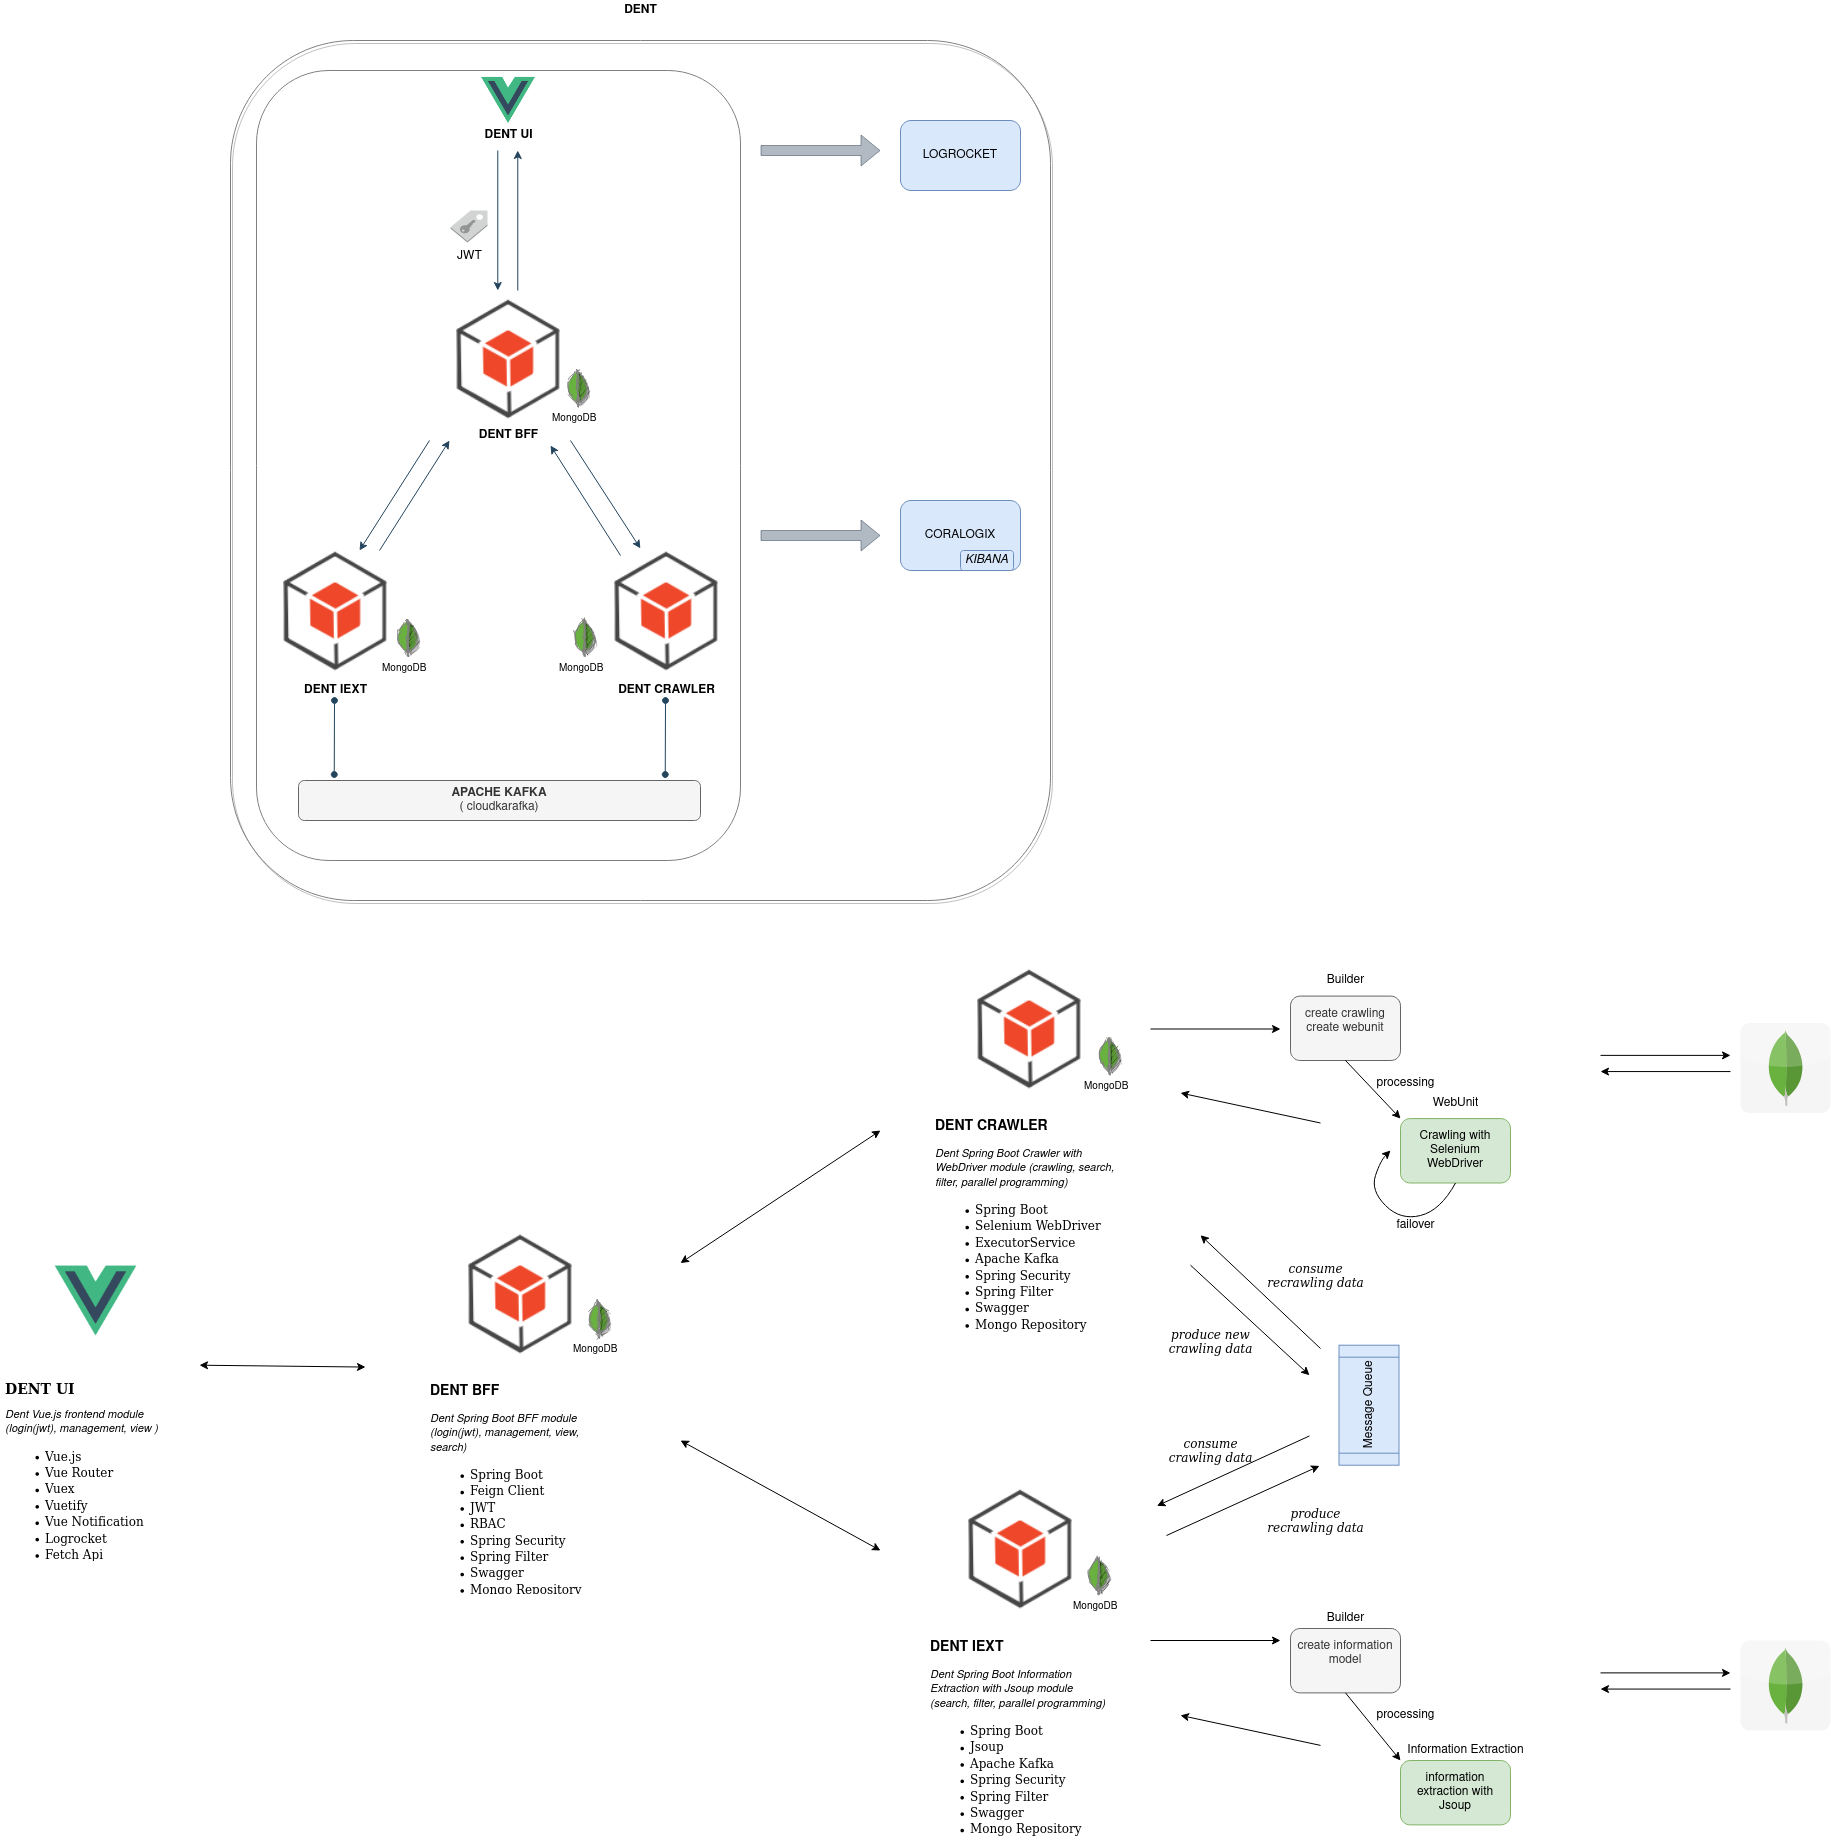 DENT
DENT UI
JWT
LOGROCKET
MongoDB
DENT BFF
CORALOGIX
KIBANA
MongoDB
MongoDB
DENT IEXT
DENT CRAWLER
APACHE KAFKA
( cloudkarafka)
Builder
create crawling
create webunit
MongoDB
processing
WebUnit
Crawling with
Selenium
WebDriver
failover
DENT CRAWLER
Dent Spring Boot Crawler with
WebDriver module (crawling, search,
filter, parallel programming)
Spring Boot
Selenium WebDriver
ExecutorService
Apache Kafka
Spring Security
Spring Filter
Swagger
Mongo Repository
consume
recrawling data
produce new
crawling data
Message Queue
consume
crawling data
produce
recrawling data
DENT UI
Dent Vue.js frontend module
(login(jwt), management, view )
Vue.js
Vue Router
Vuex
Vuetify
Vue Notification
Logrocket
Fetch Api
MongoDB
DENT BFF
Dent Spring Boot BFF module
(login(jwt), management, view,
search)
Spring Boot
Feign Client
JWT
RBAC
Spring Security
Spring Filter
Swagger
Mongo Repository
MongoDB
DENT IEXT
Dent Spring Boot Information
Extraction with Jsoup module
(search, filter, parallel programming)
Spring Boot
Jsoup
Apache Kafka
Spring Security
Spring Filter
Swagger
Mongo Repository
Builder
create information
model
processing
Information Extraction
information
extraction with
Jsoup